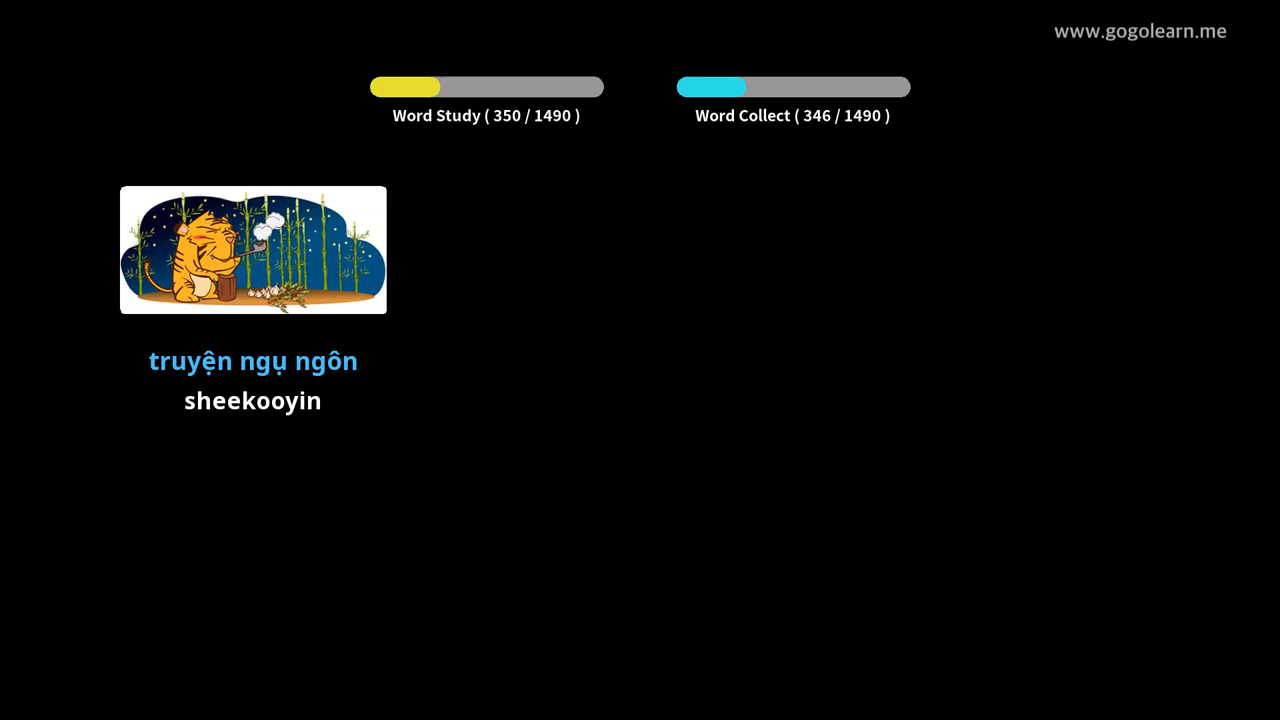 www.gogolearn.me
Word Study ( 350 / 1490 )
Word Collect ( 346 / 1490 )
truyện ngụ ngôn
sheekooyin